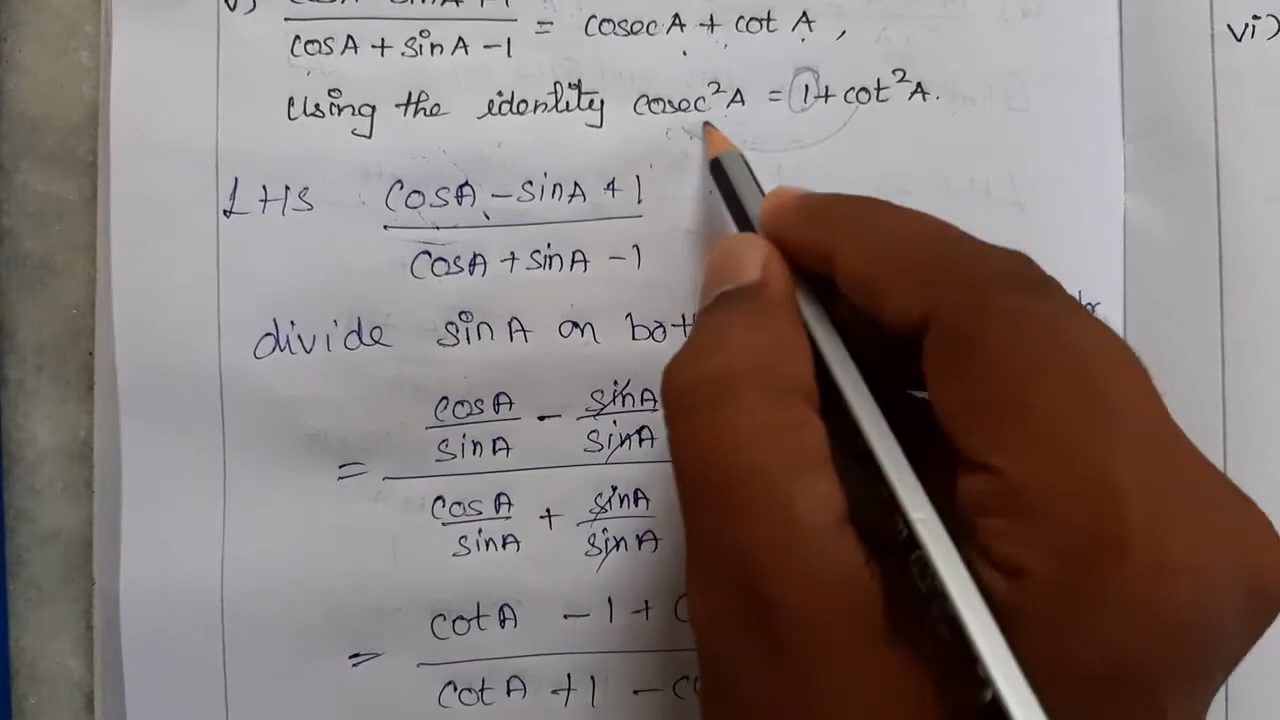 v)
cosA + sinA - 1 = cosec A + cot A , vi)
Using the identity cosec²A = 1 + cot²A.
LHS cosA - sinA + 1
cosA + sinA - 1
divide sinA on
= cosA/sinA - sinA/sinA
cosA/sinA + sinA/sinA
= cotA - 1 +
cotA + 1 -